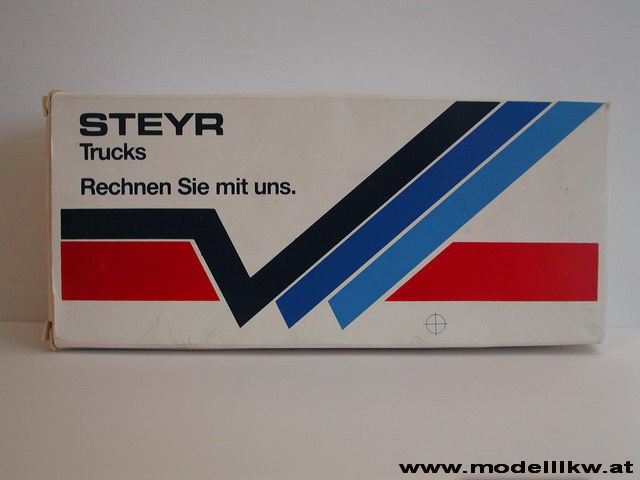 STEYR
Trucks
Rechnen Sie mit uns.
www.modelllkw.at